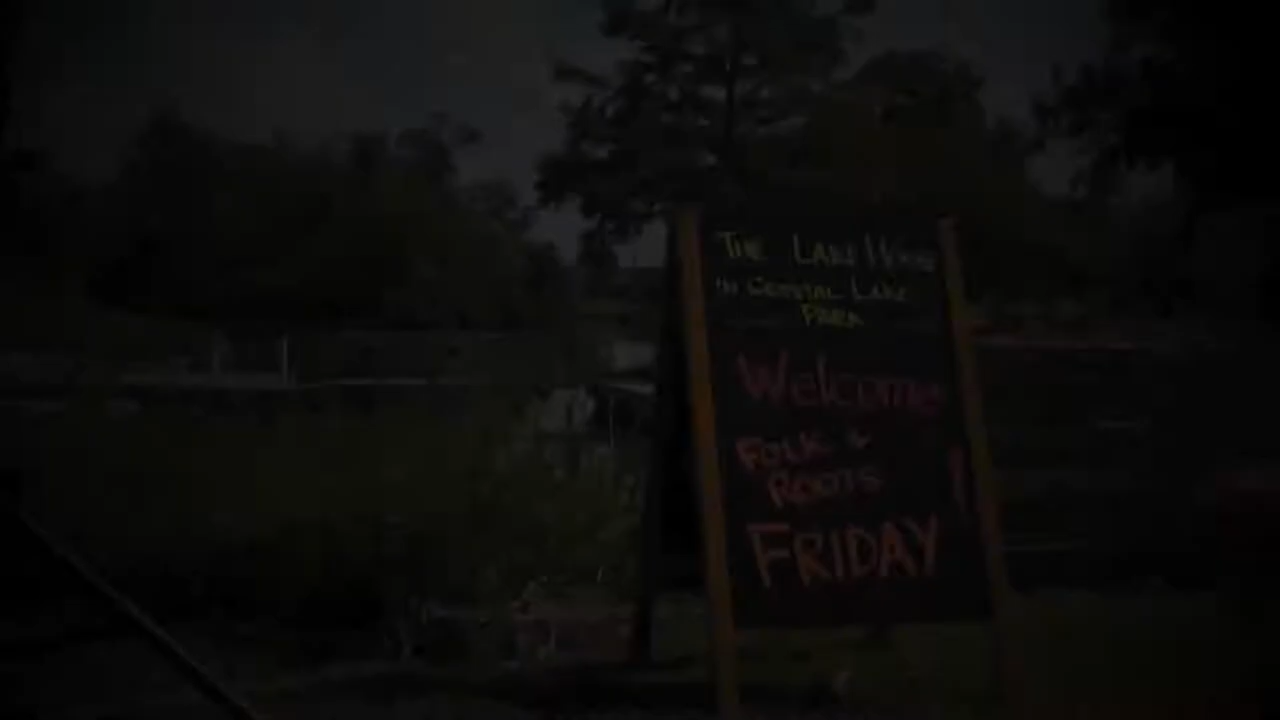 THE LAKE HOUSE
IN CRYSTAL LAKE
PARK
Welcome
FOLK &
ROOTS
FRIDAY